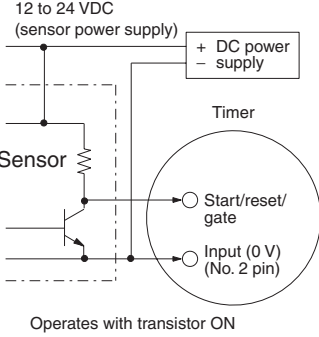 12 to 24 VDC
(sensor power supply)
+ DC power
− supply
Timer
Sensor
Start/reset/
gate
Input (0 V)
(No. 2 pin)
Operates with transistor ON